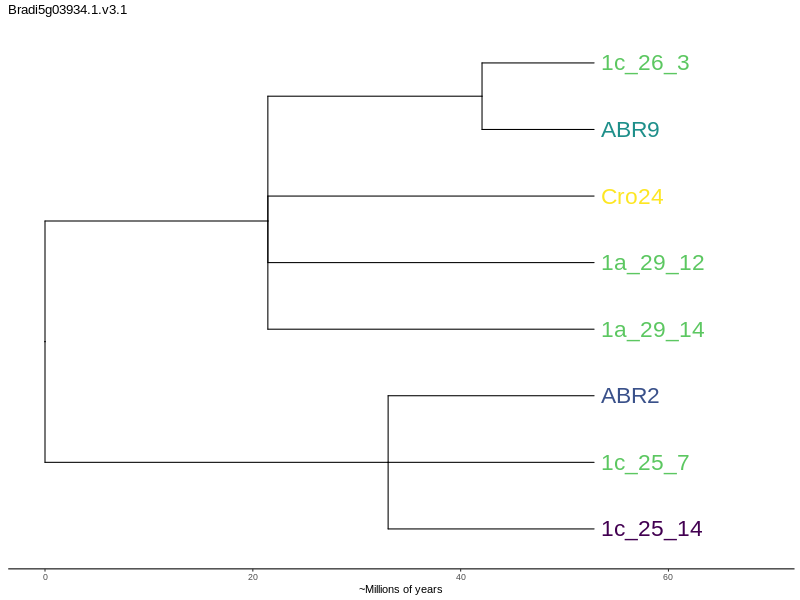 Bradi5g03934.1.v3.1
1c_26_3
ABR9
Cro24
1a_29_12
1a_29_14
ABR2
1c_25_7
1c_25_14
0 20 40 60
~Millions of years